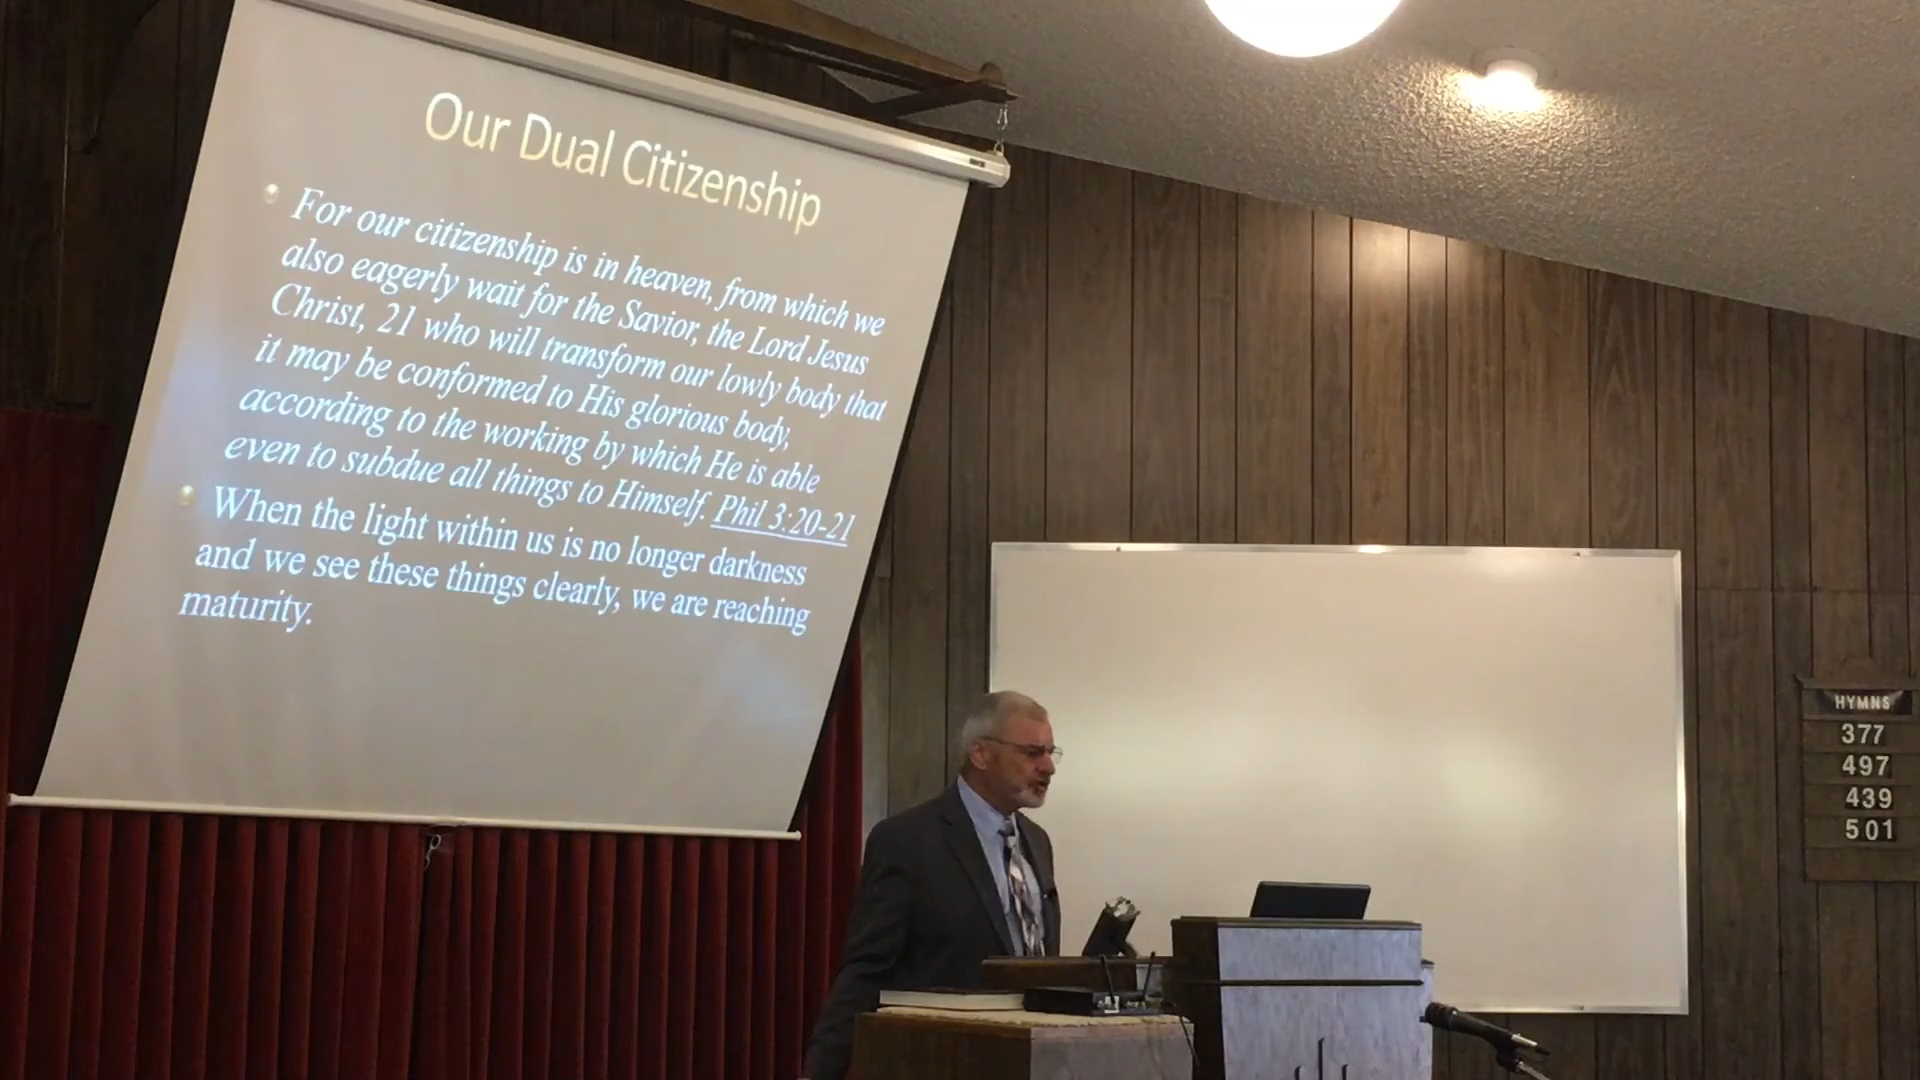 Our Dual Citizenship
For our citizenship is in heaven, from which we
also eagerly wait for the Savior, the Lord Jesus
Christ, 21 who will transform our lowly body that
it may be conformed to His glorious body,
according to the working by which He is able
even to subdue all things to Himself. Phil 3:20-21
When the light within us is no longer darkness
and we see these things clearly, we are reaching
maturity.
HYMNS
377
497
439
501